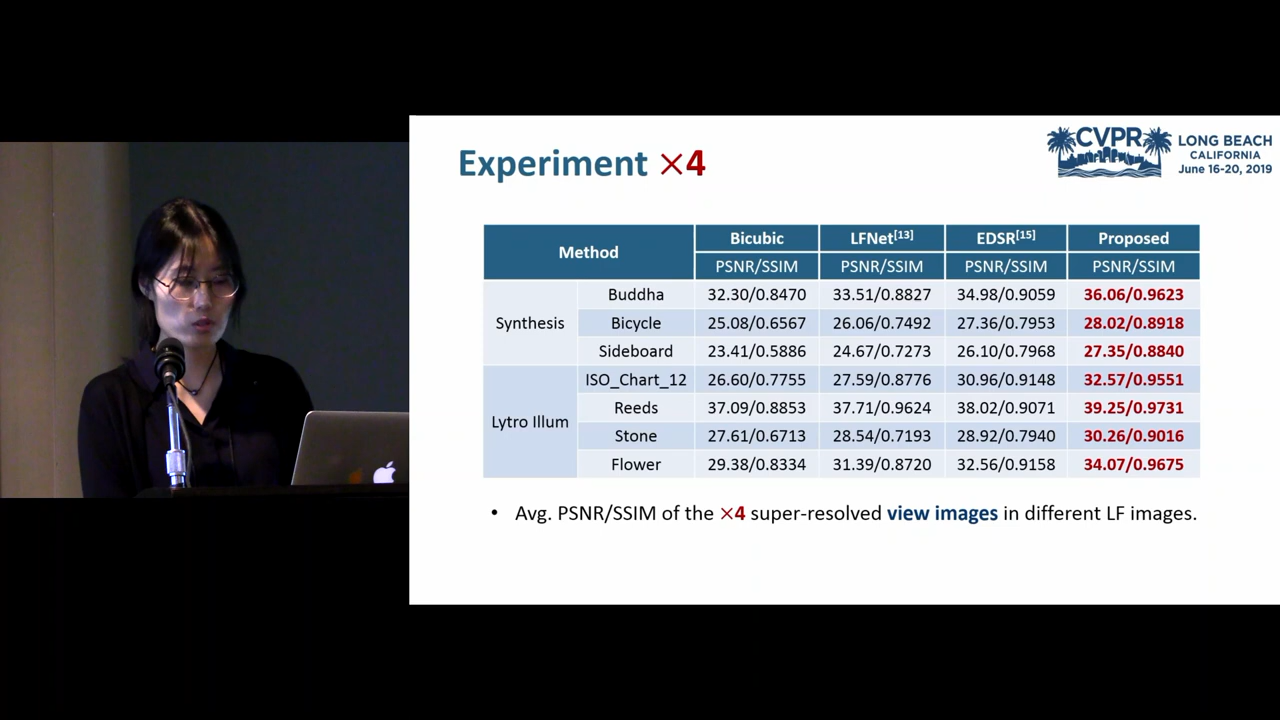 CVPR
LONG BEACH
CALIFORNIA
June 16-20, 2019
Experiment ×4
Method Bicubic LFNet[13] EDSR[15] Proposed
PSNR/SSIM PSNR/SSIM PSNR/SSIM PSNR/SSIM
Synthesis Buddha 32.30/0.8470 33.51/0.8827 34.98/0.9059 36.06/0.9623
Bicycle 25.08/0.6567 26.06/0.7492 27.36/0.7953 28.02/0.8918
Sideboard 23.41/0.5886 24.67/0.7273 26.10/0.7968 27.35/0.8840
Lytro Illum ISO_Chart_12 26.60/0.7755 27.59/0.8776 30.96/0.9148 32.57/0.9551
Reeds 37.09/0.8853 37.71/0.9624 38.02/0.9071 39.25/0.9731
Stone 27.61/0.6713 28.54/0.7193 28.92/0.7940 30.26/0.9016
Flower 29.38/0.8334 31.39/0.8720 32.56/0.9158 34.07/0.9675
• Avg. PSNR/SSIM of the ×4 super-resolved view images in different LF images.